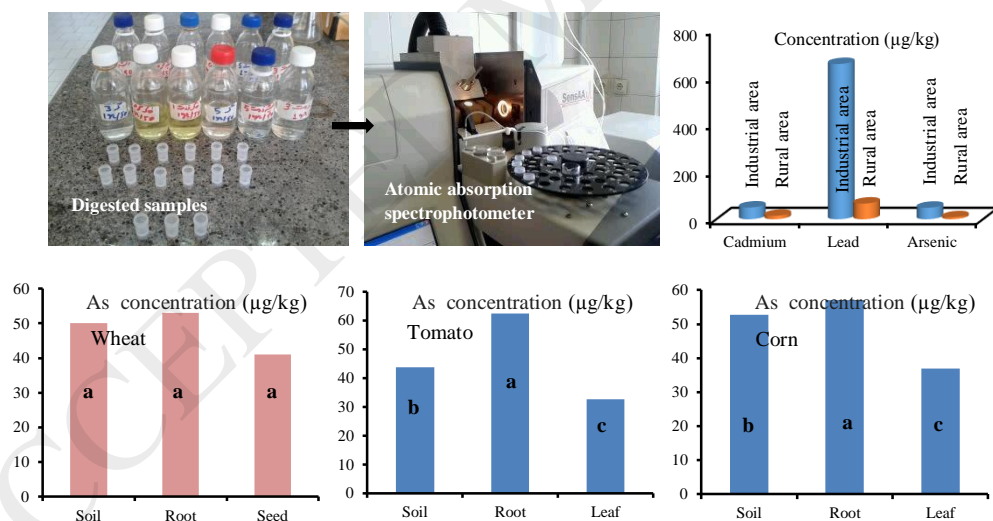 Digested samples
SensAA
Atomic absorption
spectrophotometer
Concentration (µg/kg)
800
600
400
200
0
Industrial area
Rural area
Industrial area
Rural area
Industrial area
Rural area
Cadmium
Lead
Arsenic
As concentration (µg/kg)
Wheat
60
50
40
30
20
10
0
a
a
a
Soil
Root
Seed
As concentration (µg/kg)
Tomato
70
60
50
40
30
20
10
0
b
a
c
Soil
Root
Leaf
As concentration (µg/kg)
Corn
60
50
40
30
20
10
0
b
a
c
Soil
Root
Leaf